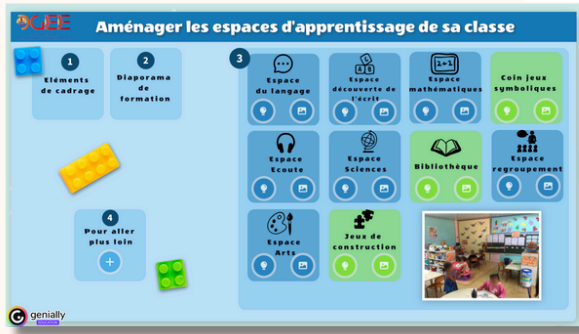 Aménager les espaces d'apprentissage de sa classe
1
Eléments
de cadrage
2
Diaporama
de
formation
3
Espace
du langage
Espace
découverte de
l'écrit
1+1
Espace
mathématiques
Coin jeux
symboliques
Espace
Ecoute
Espace
Sciences
Bibliothèque
Espace
regroupement
Espace
Arts
Jeux de
construction
4
Pour aller
plus loin
+
genially